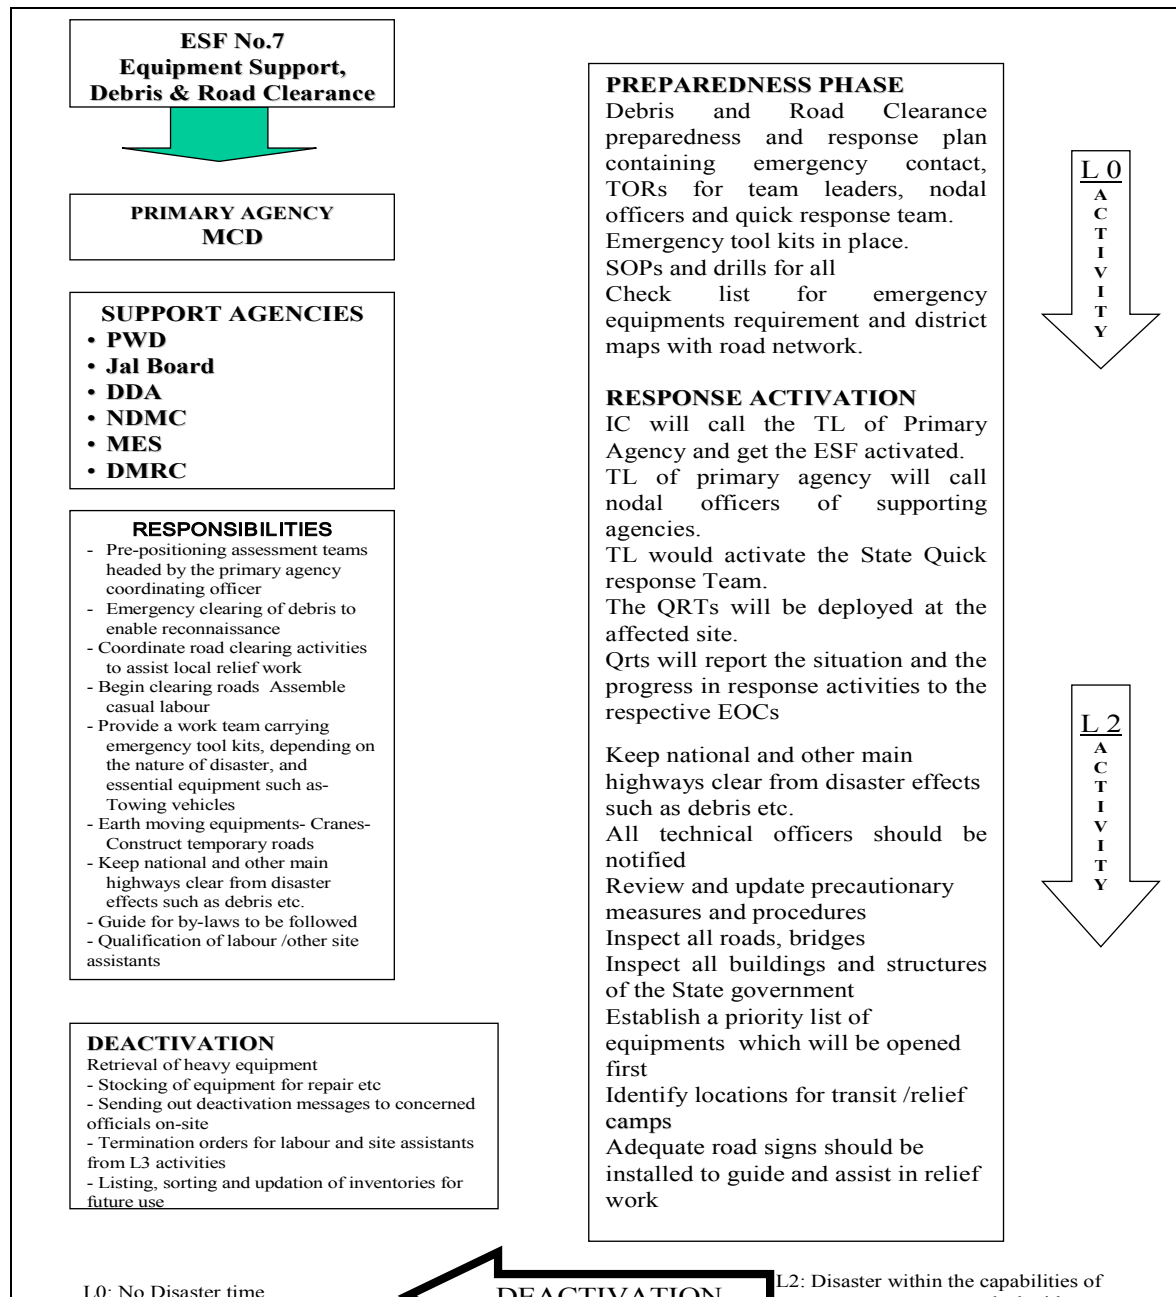 ESF No.7
Equipment Support,
Debris & Road Clearance
PRIMARY AGENCY
MCD
SUPPORT AGENCIES
• PWD
• Jal Board
• DDA
• NDMC
• MES
• DMRC
RESPONSIBILITIES
- Pre-positioning assessment teams
headed by the primary agency
coordinating officer
- Emergency clearing of debris to
enable reconnaissance
- Coordinate road clearing activities
to assist local relief work
- Begin clearing roads Assemble
casual labour
- Provide a work team carrying
emergency tool kits, depending on
the nature of disaster, and
essential equipment such as-
Towing vehicles
- Earth moving equipments- Cranes-
Construct temporary roads
- Keep national and other main
highways clear from disaster
effects such as debris etc.
- Guide for by-laws to be followed
- Qualification of labour /other site
assistants
DEACTIVATION
Retrieval of heavy equipment
- Stocking of equipment for repair etc
- Sending out deactivation messages to concerned
officials on-site
- Termination orders for labour and site assistants
from L3 activities
- Listing, sorting and updation of inventories for
future use
PREPAREDNESS PHASE
Debris and Road Clearance
preparedness and response plan
containing emergency contact,
TORs for team leaders, nodal
officers and quick response team.
Emergency tool kits in place.
SOPs and drills for all
Check list for emergency
equipments requirement and district
maps with road network.
RESPONSE ACTIVATION
IC will call the TL of Primary
Agency and get the ESF activated.
TL of primary agency will call
nodal officers of supporting
agencies.
TL would activate the State Quick
response Team.
The QRTs will be deployed at the
affected site.
Qrts will report the situation and the
progress in response activities to the
respective EOCs
Keep national and other main
highways clear from disaster effects
such as debris etc.
All technical officers should be
notified
Review and update precautionary
measures and procedures
Inspect all roads, bridges
Inspect all buildings and structures
of the State government
Establish a priority list of
equipments which will be opened
first
Identify locations for transit /relief
camps
Adequate road signs should be
installed to guide and assist in relief
work
L 0
A
C
T
I
V
I
T
Y
L 2
A
C
T
I
V
I
T
Y
L0: No Disaster time
DEACTIVATION
L2: Disaster within the capabilities of